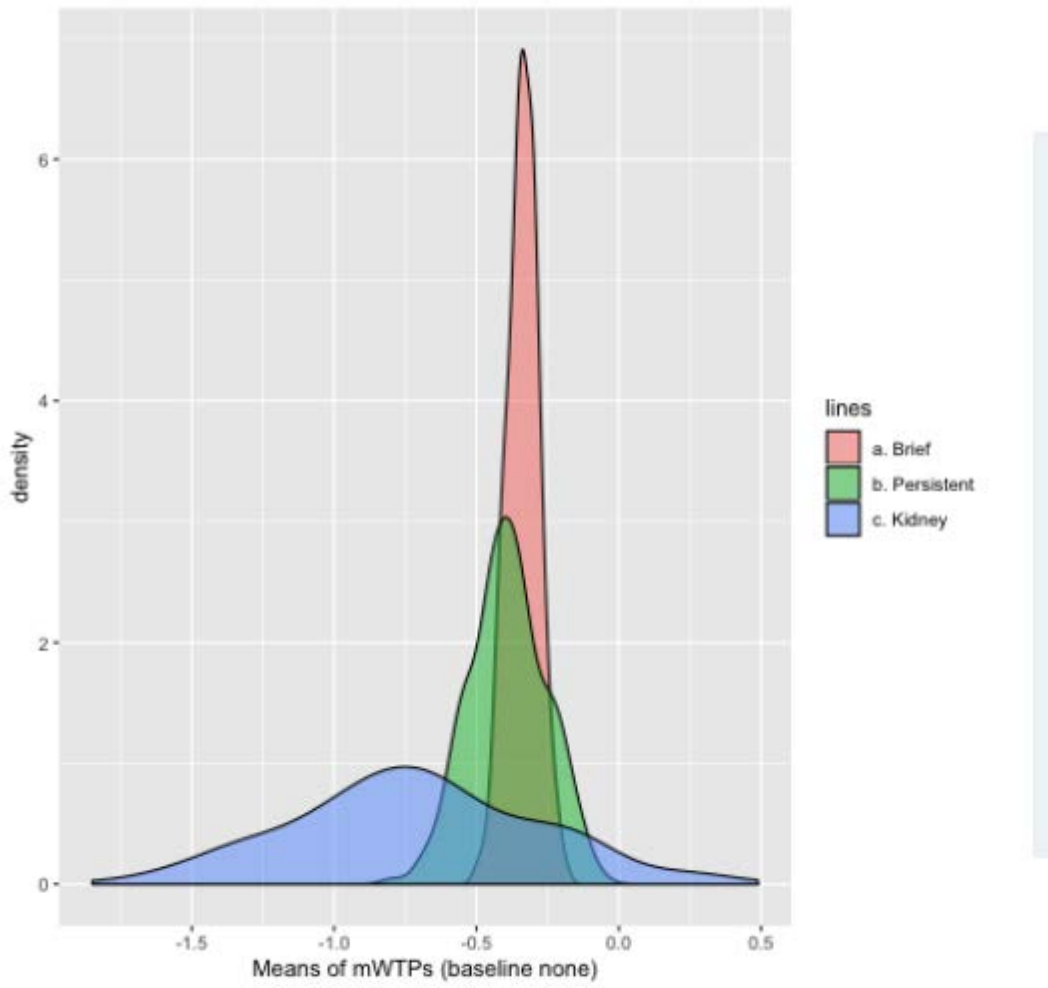 6
4
2
0
density
-1.5 -1.0 -0.5 0.0 0.5
Means of mWTPs (baseline none)
lines
a. Brief
b. Persistent
c. Kidney